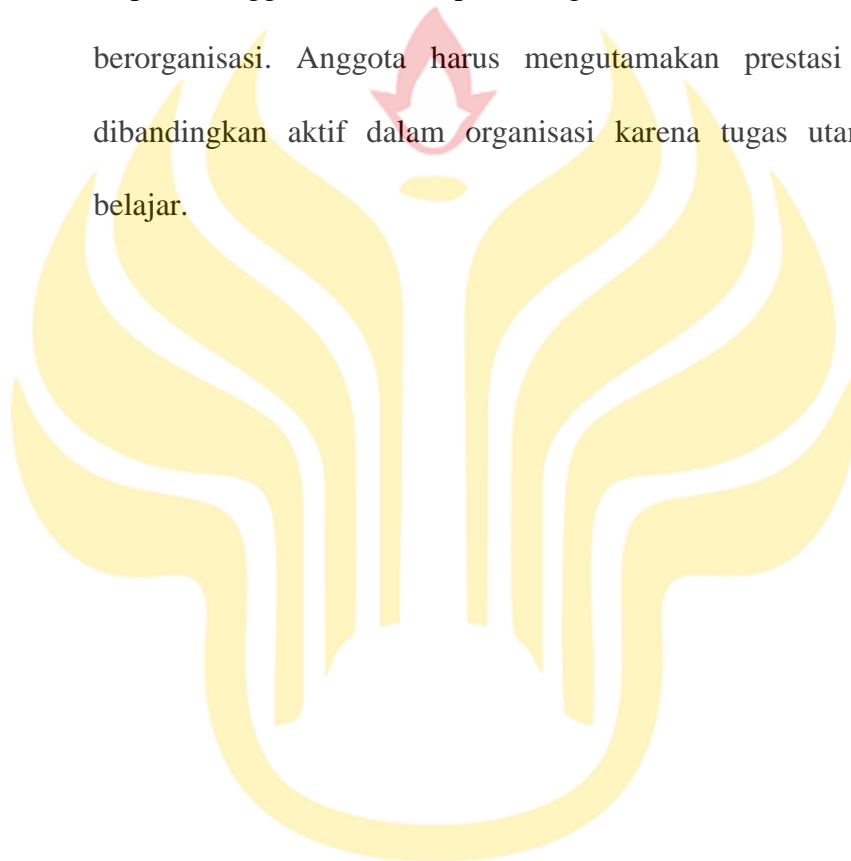 berorganisasi. Anggota harus mengutamakan prestasi
dibandingkan aktif dalam organisasi karena tugas
belajar.